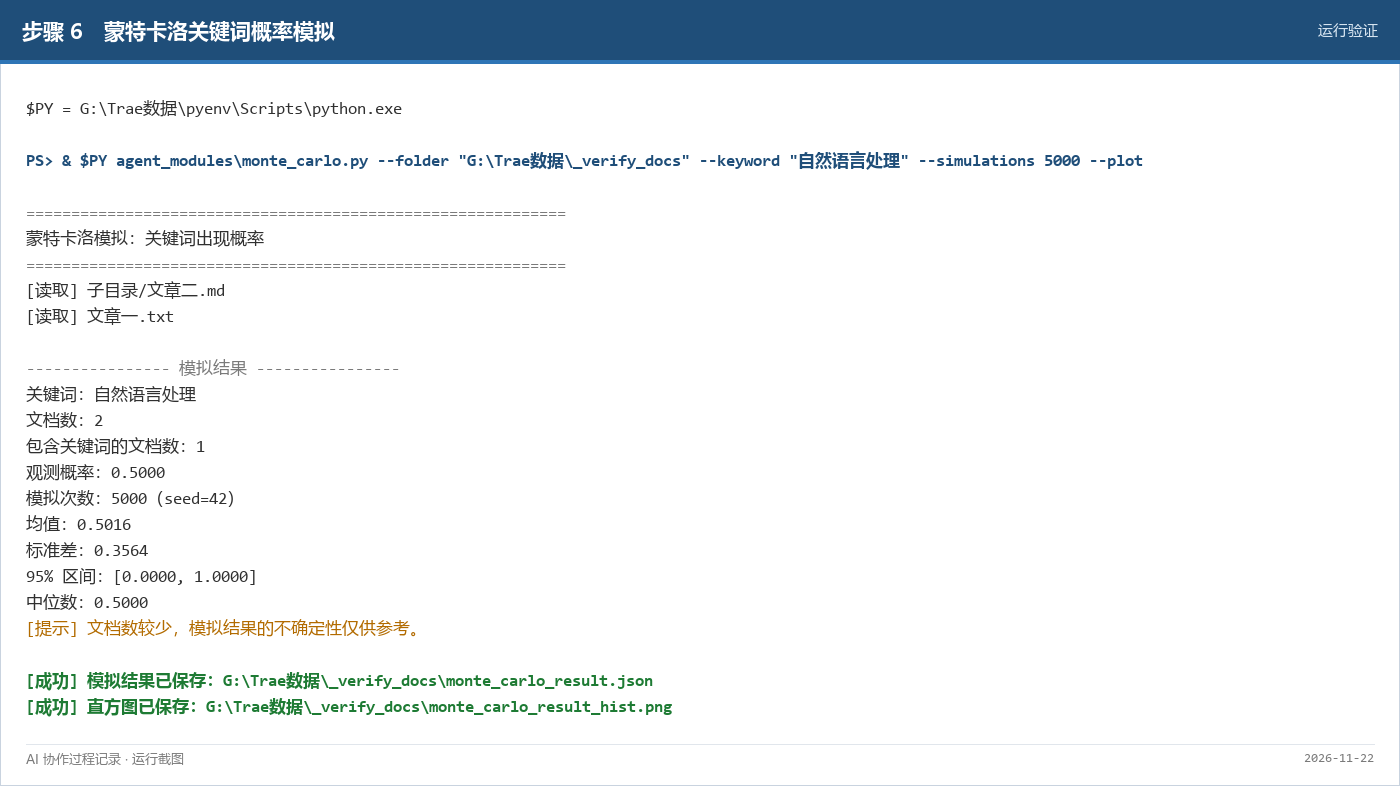 步骤 6 蒙特卡洛关键词概率模拟
运行验证
$PY = G:\Trae数据\pyenv\Scripts\python.exe
PS> & $PY agent_modules\monte_carlo.py --folder "G:\Trae数据\_verify_docs" --keyword "自然语言处理" --simulations 5000 --plot
============================================================
蒙特卡洛模拟: 关键词出现概率
============================================================
[读取] 子目录/文章二.md
[读取] 文章一.txt
---------------- 模拟结果 ----------------
关键词: 自然语言处理
文档数: 2
包含关键词的文档数: 1
观测概率: 0.5000
模拟次数: 5000 (seed=42)
均值: 0.5016
标准差: 0.3564
95% 区间: [0.0000, 1.0000]
中位数: 0.5000
[提示] 文档数较少, 模拟结果的不确定性仅供参考。
[成功] 模拟结果已保存: G:\Trae数据\_verify_docs\monte_carlo_result.json
[成功] 直方图已保存: G:\Trae数据\_verify_docs\monte_carlo_result_hist.png
AI 协作过程记录 · 运行截图
2026-11-22